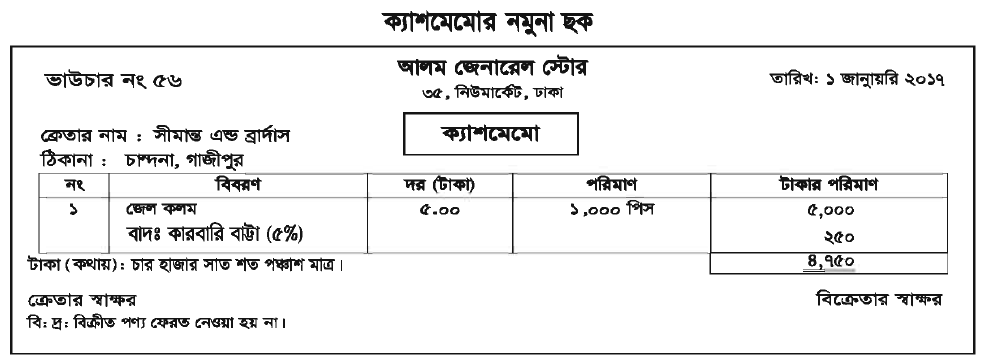 ক্যাশমেমোর নমুনা ছক
আলম জেনারেল স্টোর
ভাউচার নং ৫৬
তারিখ: ১ জানুয়ারি ২০১৭
৩৫, নিউমার্কেট, ঢাকা
ক্যাশমেমো
ক্রেতার নাম : সীমান্ত এন্ড ব্রার্দাস
ঠিকানা : চান্দনা, গাজীপুর
নং বিবরণ দর (টাকা) পরিমাণ টাকার পরিমাণ
১ জেল কলম ৫.০০ ১,০০০ পিস ৫,০০০
বাদঃ কারবারি বাট্টা (৫%) ২৫০
টাকা (কথায়): চার হাজার সাত শত পঞ্চাশ মাত্র। ৪,৭৫০
ক্রেতার স্বাক্ষর বিক্রেতার স্বাক্ষর
বি: দ্র: বিক্রীত পণ্য ফেরত নেওয়া হয় না।